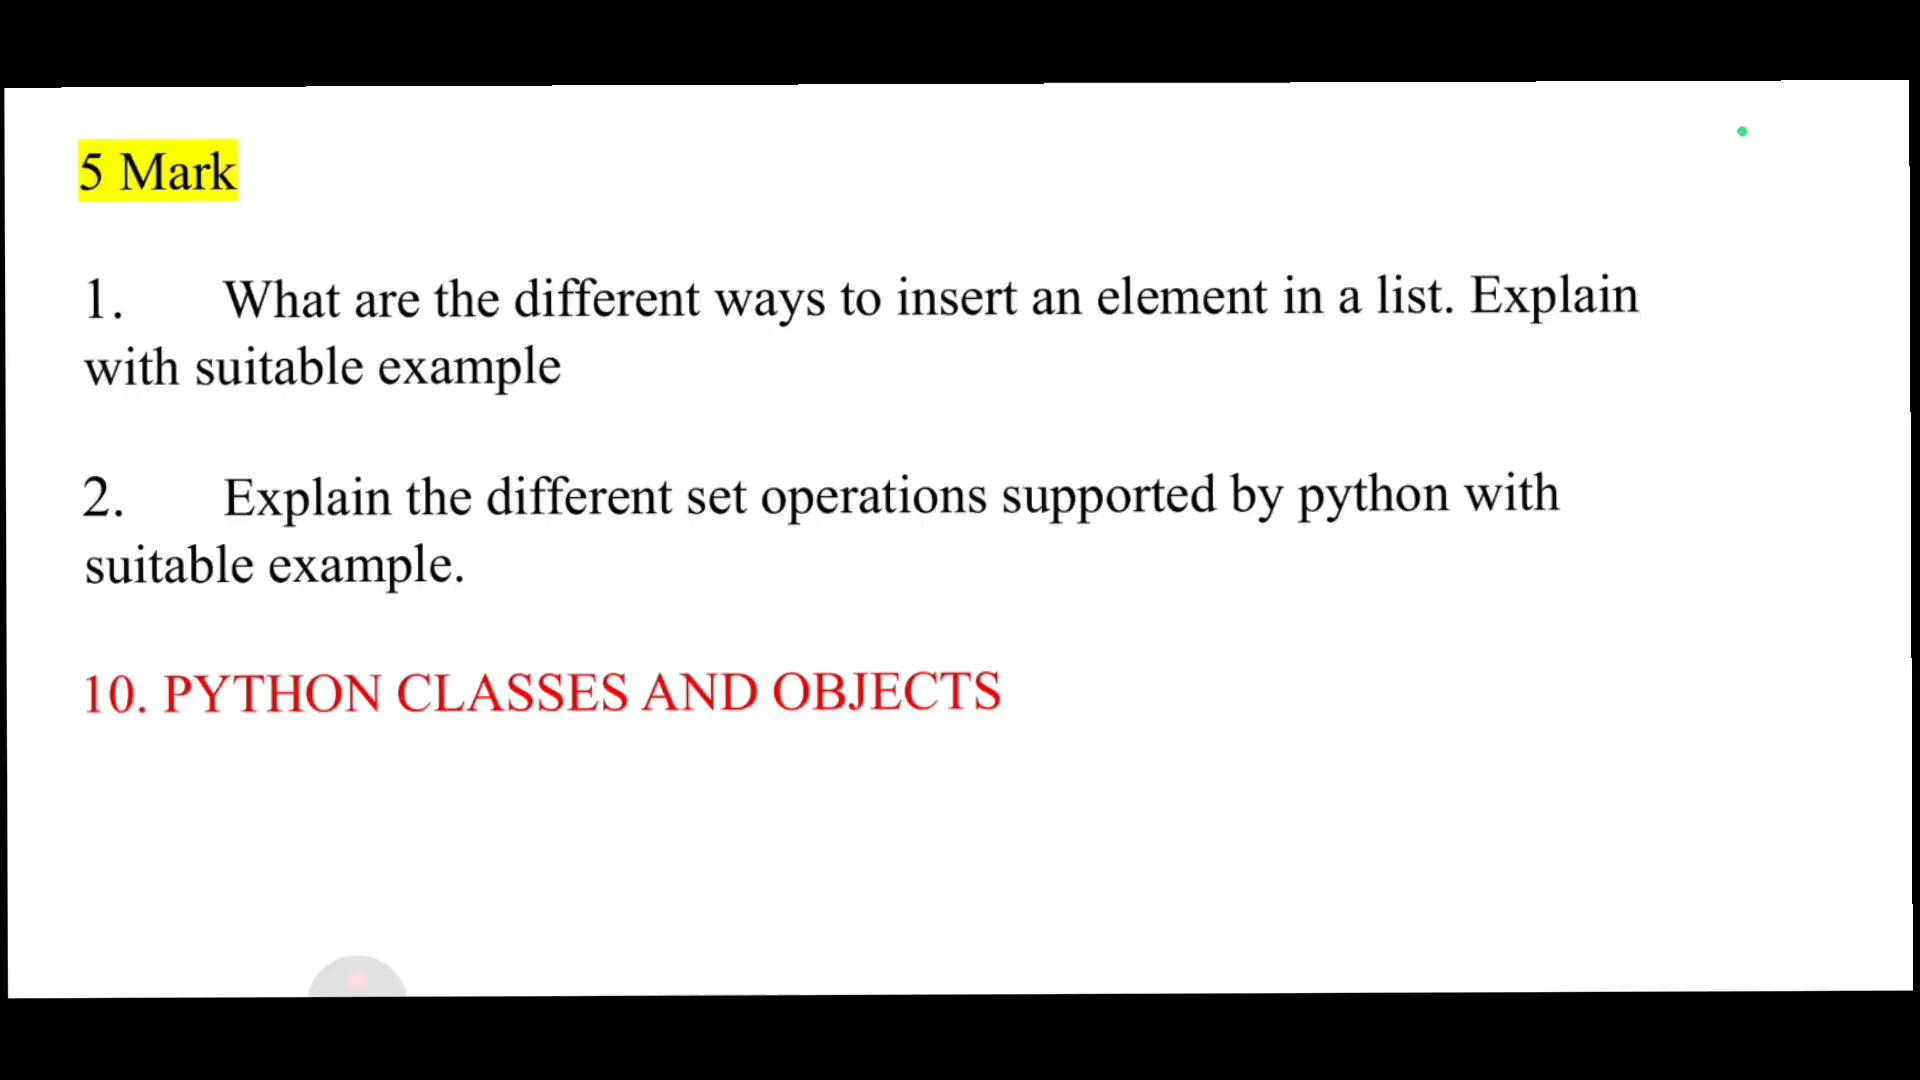 5 Mark
1. What are the different ways to insert an element in a list. Explain
with suitable example
2. Explain the different set operations supported by python with
suitable example.
10. PYTHON CLASSES AND OBJECTS